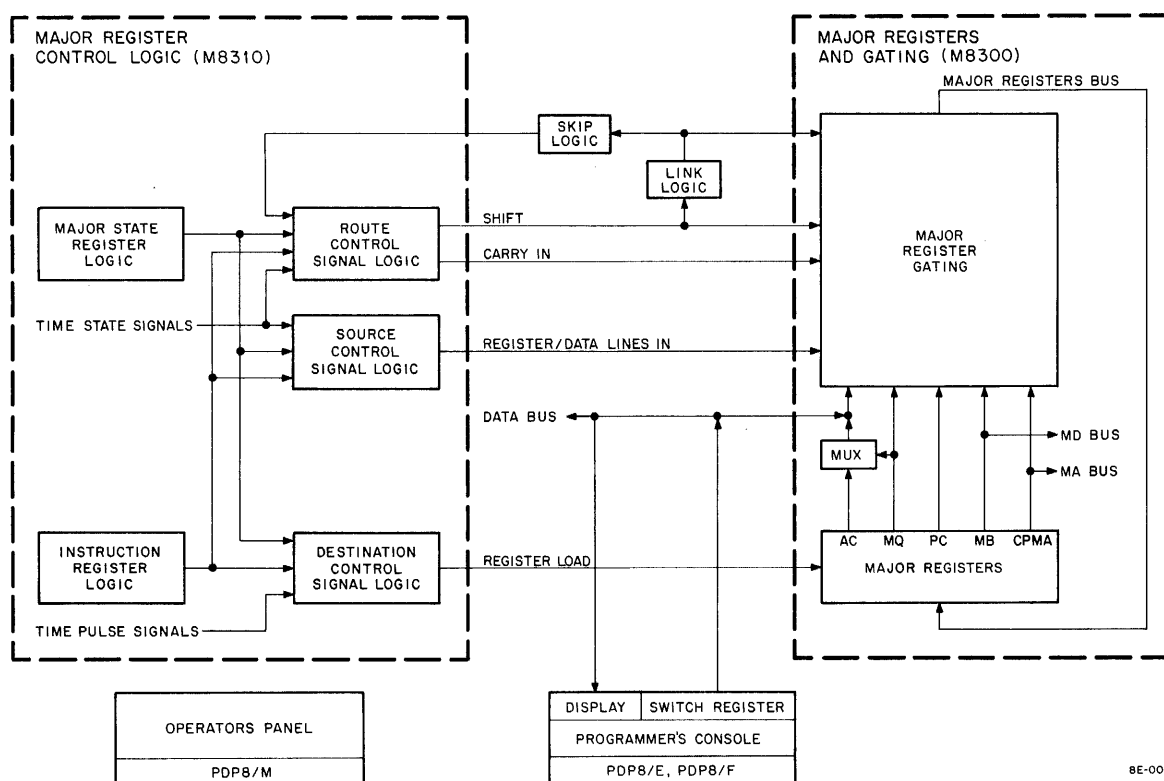 MAJOR REGISTER
CONTROL LOGIC (M8310)
MAJOR REGISTERS
AND GATING (M8300)
MAJOR REGISTERS BUS
SKIP
LOGIC
LINK
LOGIC
MAJOR STATE
REGISTER
LOGIC
ROUTE
CONTROL
SIGNAL LOGIC
SHIFT
CARRY IN
MAJOR
REGISTER
GATING
TIME STATE SIGNALS
SOURCE
CONTROL
SIGNAL LOGIC
REGISTER/DATA LINES IN
DATA BUS
MD BUS
MUX
MA BUS
INSTRUCTION
REGISTER
LOGIC
DESTINATION
CONTROL
SIGNAL LOGIC
REGISTER LOAD
AC MQ PC MB CPMA
MAJOR REGISTERS
TIME PULSE SIGNALS
OPERATORS PANEL
PDP8/M
DISPLAY
SWITCH REGISTER
PROGRAMMER'S CONSOLE
PDP8/E, PDP8/F